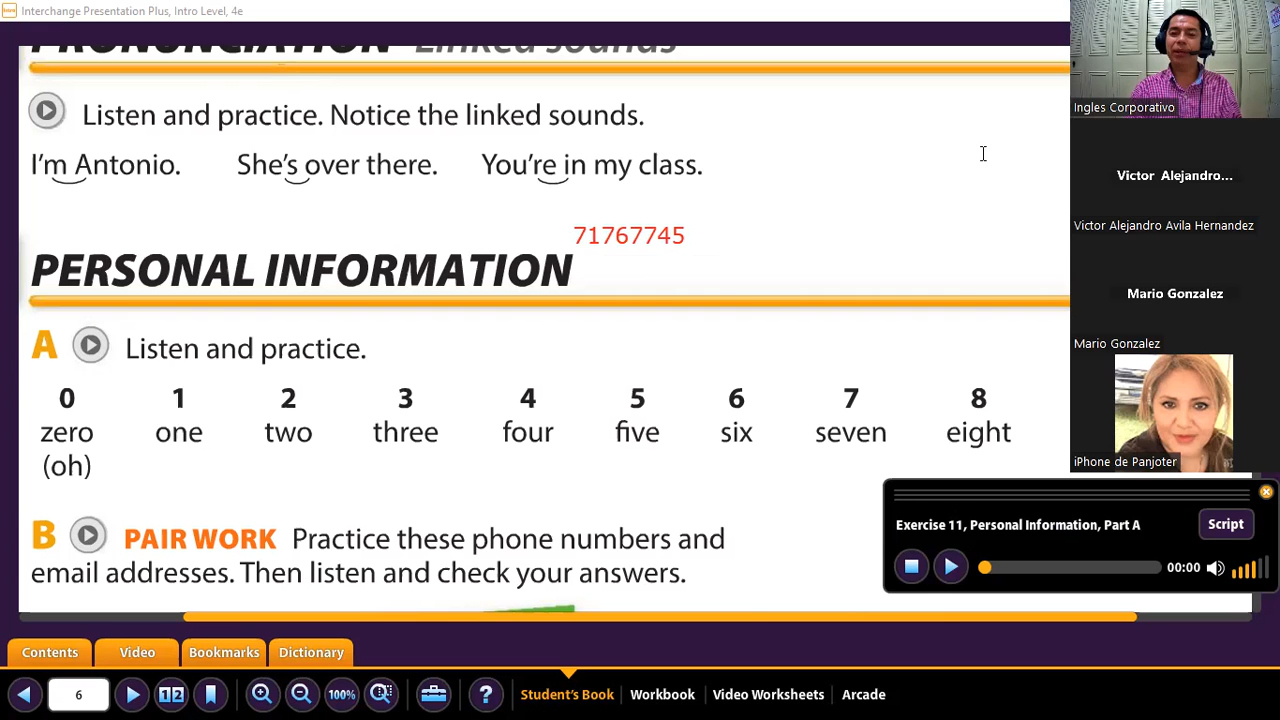 Interchange Presentation Plus, Intro Level, 4e
PRONUNCIATION Linked sounds
Listen and practice. Notice the linked sounds.
I'm Antonio. She's over there. You're in my class.
71767745
PERSONAL INFORMATION
A Listen and practice.
0 1 2 3 4 5 6 7 8
zero one two three four five six seven eight
(oh)
B PAIR WORK Practice these phone numbers and
email addresses. Then listen and check your answers.
Ingles Corporativo
Victor Alejandro...
Victor Alejandro Avila Hernandez
Mario Gonzalez
Mario Gonzalez
iPhone de Panjoter
Exercise 11, Personal Information, Part A Script
00:00
Contents Video Bookmarks Dictionary
6 1 2 100% ? Student's Book Workbook Video Worksheets Arcade